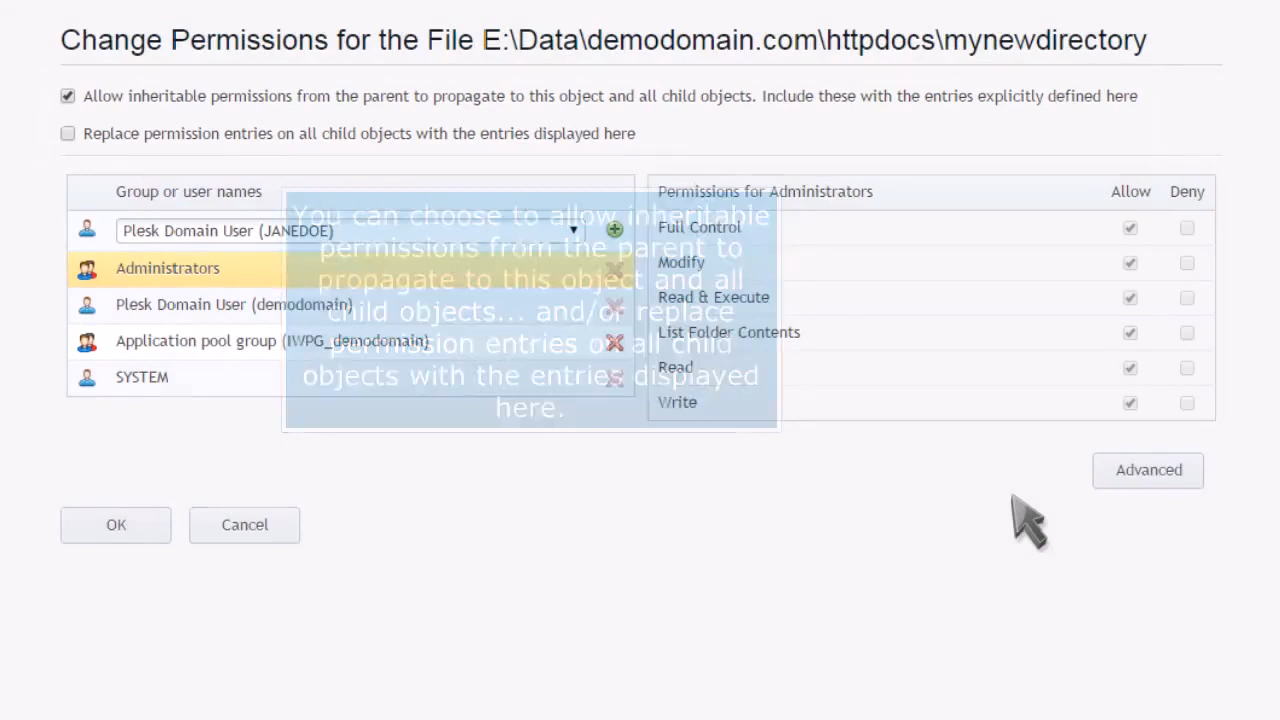 Change Permissions for the File E:\Data\demodomain.com\httpdocs\mynewdirectory
Allow inheritable permissions from the parent to propagate to this object and all child objects. Include these with the entries explicitly defined here
Replace permission entries on all child objects with the entries displayed here
Group or user names
Plesk Domain User (JANEDOE)
Administrators
Plesk Domain User (demodomain)
Application pool group (IWPG_demodomain)
SYSTEM
You can choose to allow inheritable
permissions from the parent to
propagate to this object and all
child objects... and/or replace
permission entries on all child
objects with the entries displayed
here.
Permissions for Administrators Allow Deny
Full Control
Modify
Read & Execute
List Folder Contents
Read
Write
Advanced
OK Cancel